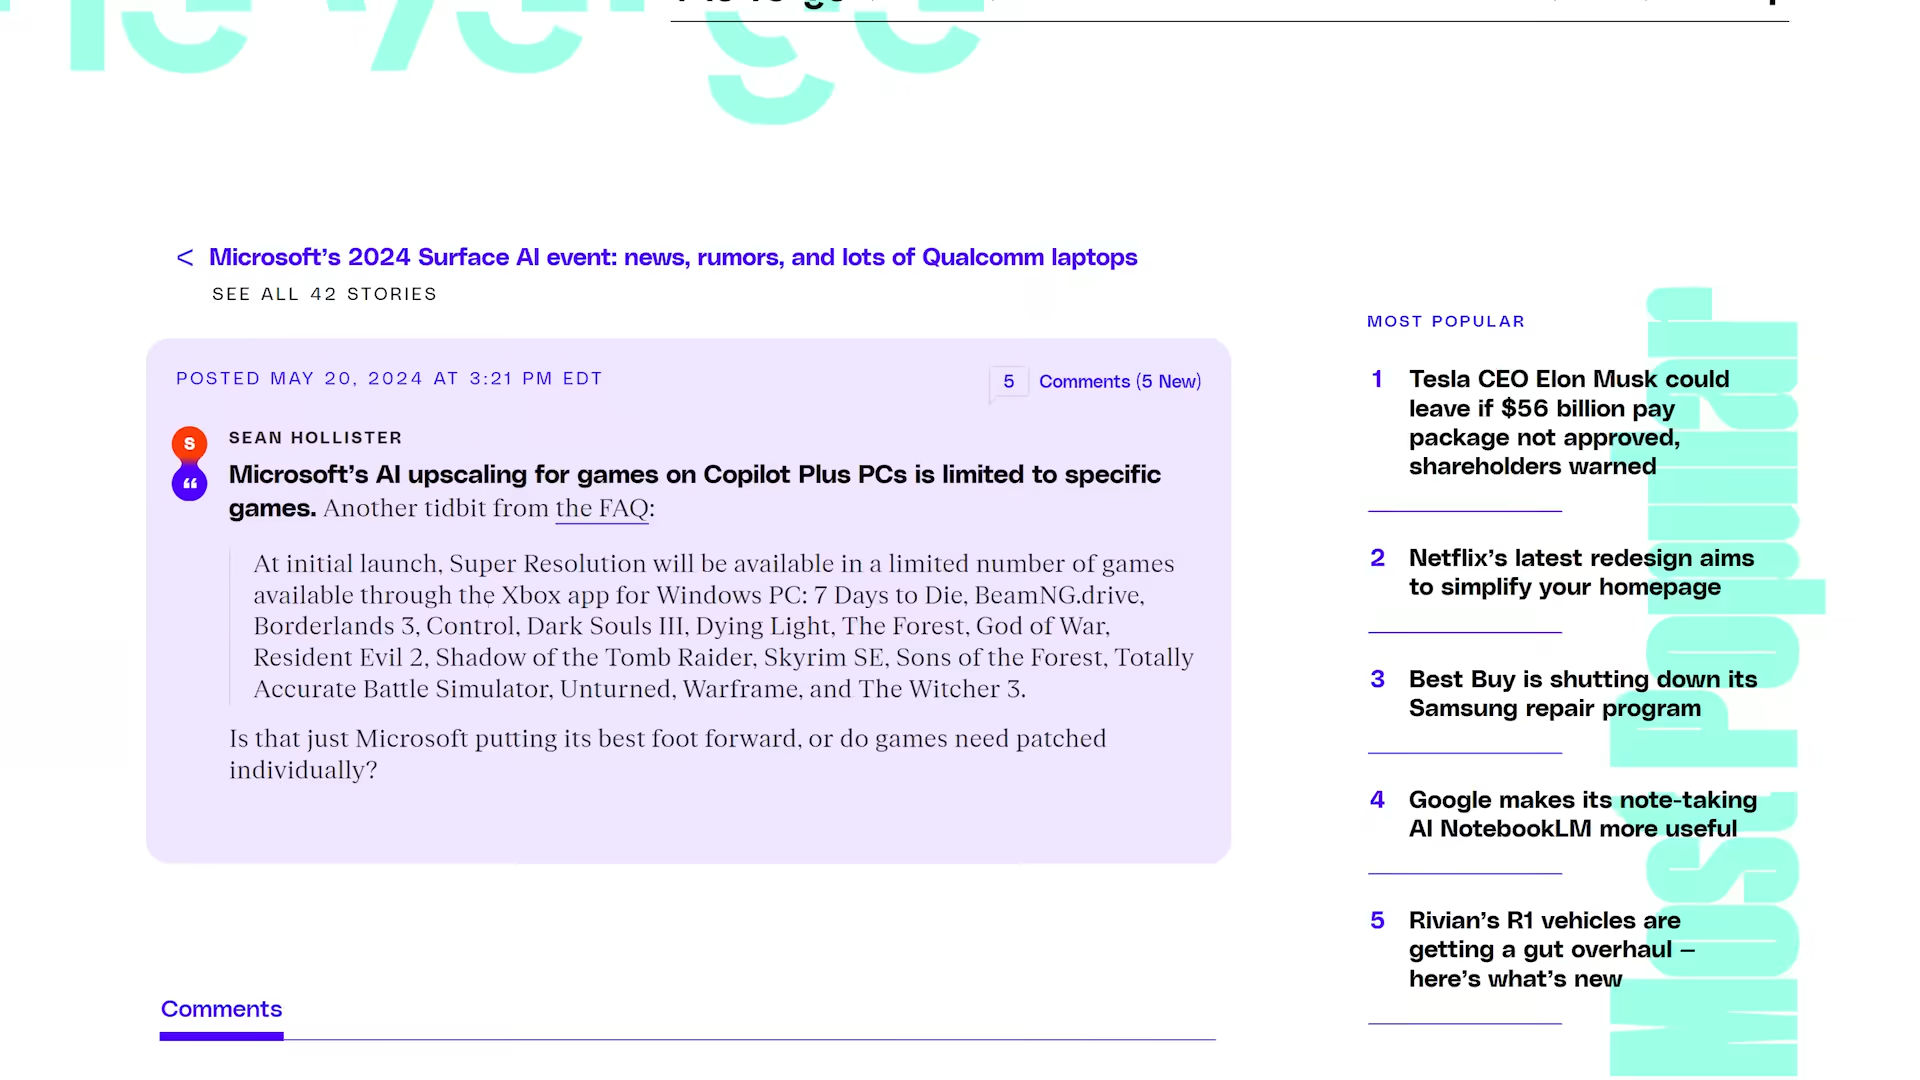 < Microsoft’s 2024 Surface AI event: news, rumors, and lots of Qualcomm laptops
SEE ALL 42 STORIES
POSTED MAY 20, 2024 AT 3:21 PM EDT
5 Comments (5 New)
S
SEAN HOLLISTER
“
Microsoft’s AI upscaling for games on Copilot Plus PCs is limited to specific
games. Another tidbit from the FAQ:
At initial launch, Super Resolution will be available in a limited number of games
available through the Xbox app for Windows PC: 7 Days to Die, BeamNG.drive,
Borderlands 3, Control, Dark Souls III, Dying Light, The Forest, God of War,
Resident Evil 2, Shadow of the Tomb Raider, Skyrim SE, Sons of the Forest, Totally
Accurate Battle Simulator, Unturned, Warframe, and The Witcher 3.
Is that just Microsoft putting its best foot forward, or do games need patched
individually?
Comments
MOST POPULAR
1 Tesla CEO Elon Musk could
leave if $56 billion pay
package not approved,
shareholders warned
2 Netflix’s latest redesign aims
to simplify your homepage
3 Best Buy is shutting down its
Samsung repair program
4 Google makes its note-taking
AI NotebookLM more useful
5 Rivian’s R1 vehicles are
getting a gut overhaul —
here’s what’s new
Most Popular